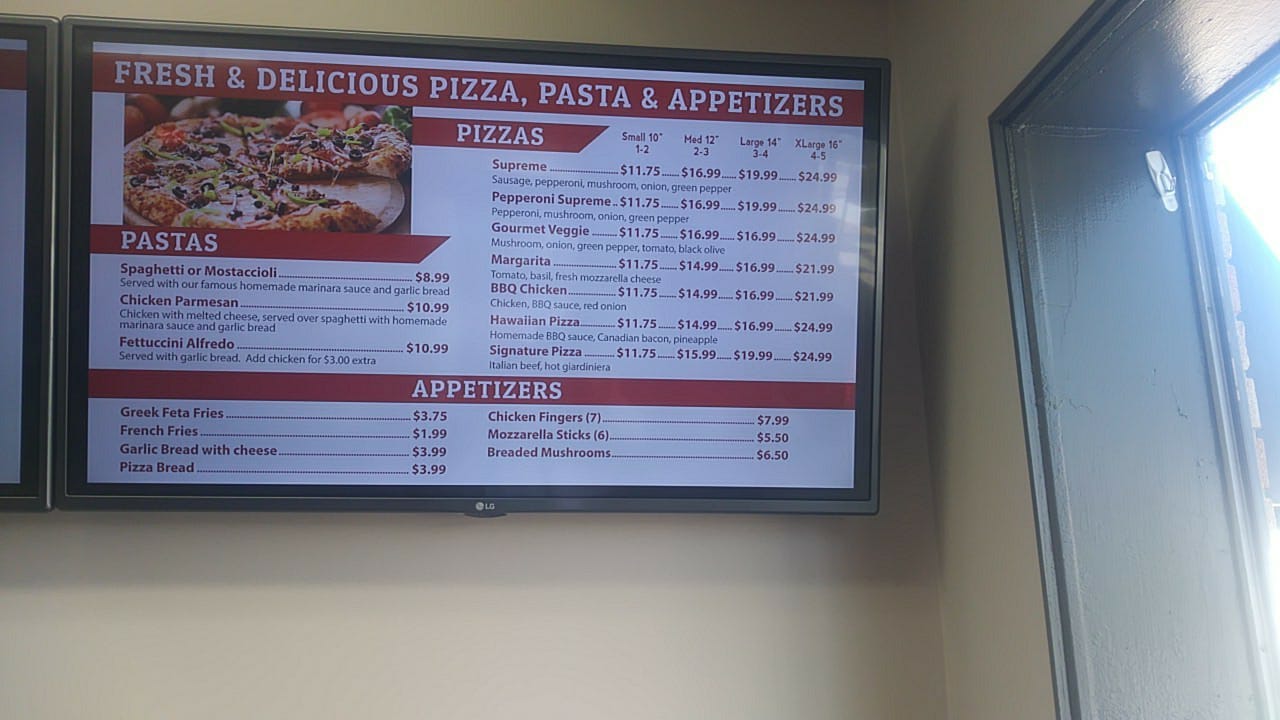 FRESH & DELICIOUS PIZZA, PASTA & APPETIZERS
PIZZAS
Small 10" Med 12" Large 14" XLarge 16"
1-2 2-3 3-4 4-5
Supreme $11.75 $16.99 $19.99 $24.99
Sausage, pepperoni, mushroom, onion, green pepper
Pepperoni Supreme $11.75 $16.99 $19.99 $24.99
Pepperoni, mushroom, onion, green pepper
Gourmet Veggie $11.75 $16.99 $16.99 $24.99
Mushroom, onion, green pepper, tomato, black olive
Margarita $11.75 $14.99 $16.99 $21.99
Tomato, basil, fresh mozzarella cheese
BBQ Chicken $11.75 $14.99 $16.99 $21.99
Chicken, BBQ sauce, red onion
Hawaiian Pizza $11.75 $14.99 $16.99 $24.99
Homemade BBQ sauce, Canadian bacon, pineapple
Signature Pizza $11.75 $15.99 $19.99 $24.99
Italian beef, hot giardiniera
PASTAS
Spaghetti or Mostaccioli $8.99
Served with our famous homemade marinara sauce and garlic bread
Chicken Parmesan $10.99
Chicken with melted cheese, served over spaghetti with homemade
marinara sauce and garlic bread
Fettuccini Alfredo $10.99
Served with garlic bread. Add chicken for $3.00 extra
APPETIZERS
Greek Feta Fries $3.75
French Fries $1.99
Garlic Bread with cheese $3.99
Pizza Bread $3.99
Chicken Fingers (7) $7.99
Mozzarella Sticks (6) $5.50
Breaded Mushrooms $6.50
LG